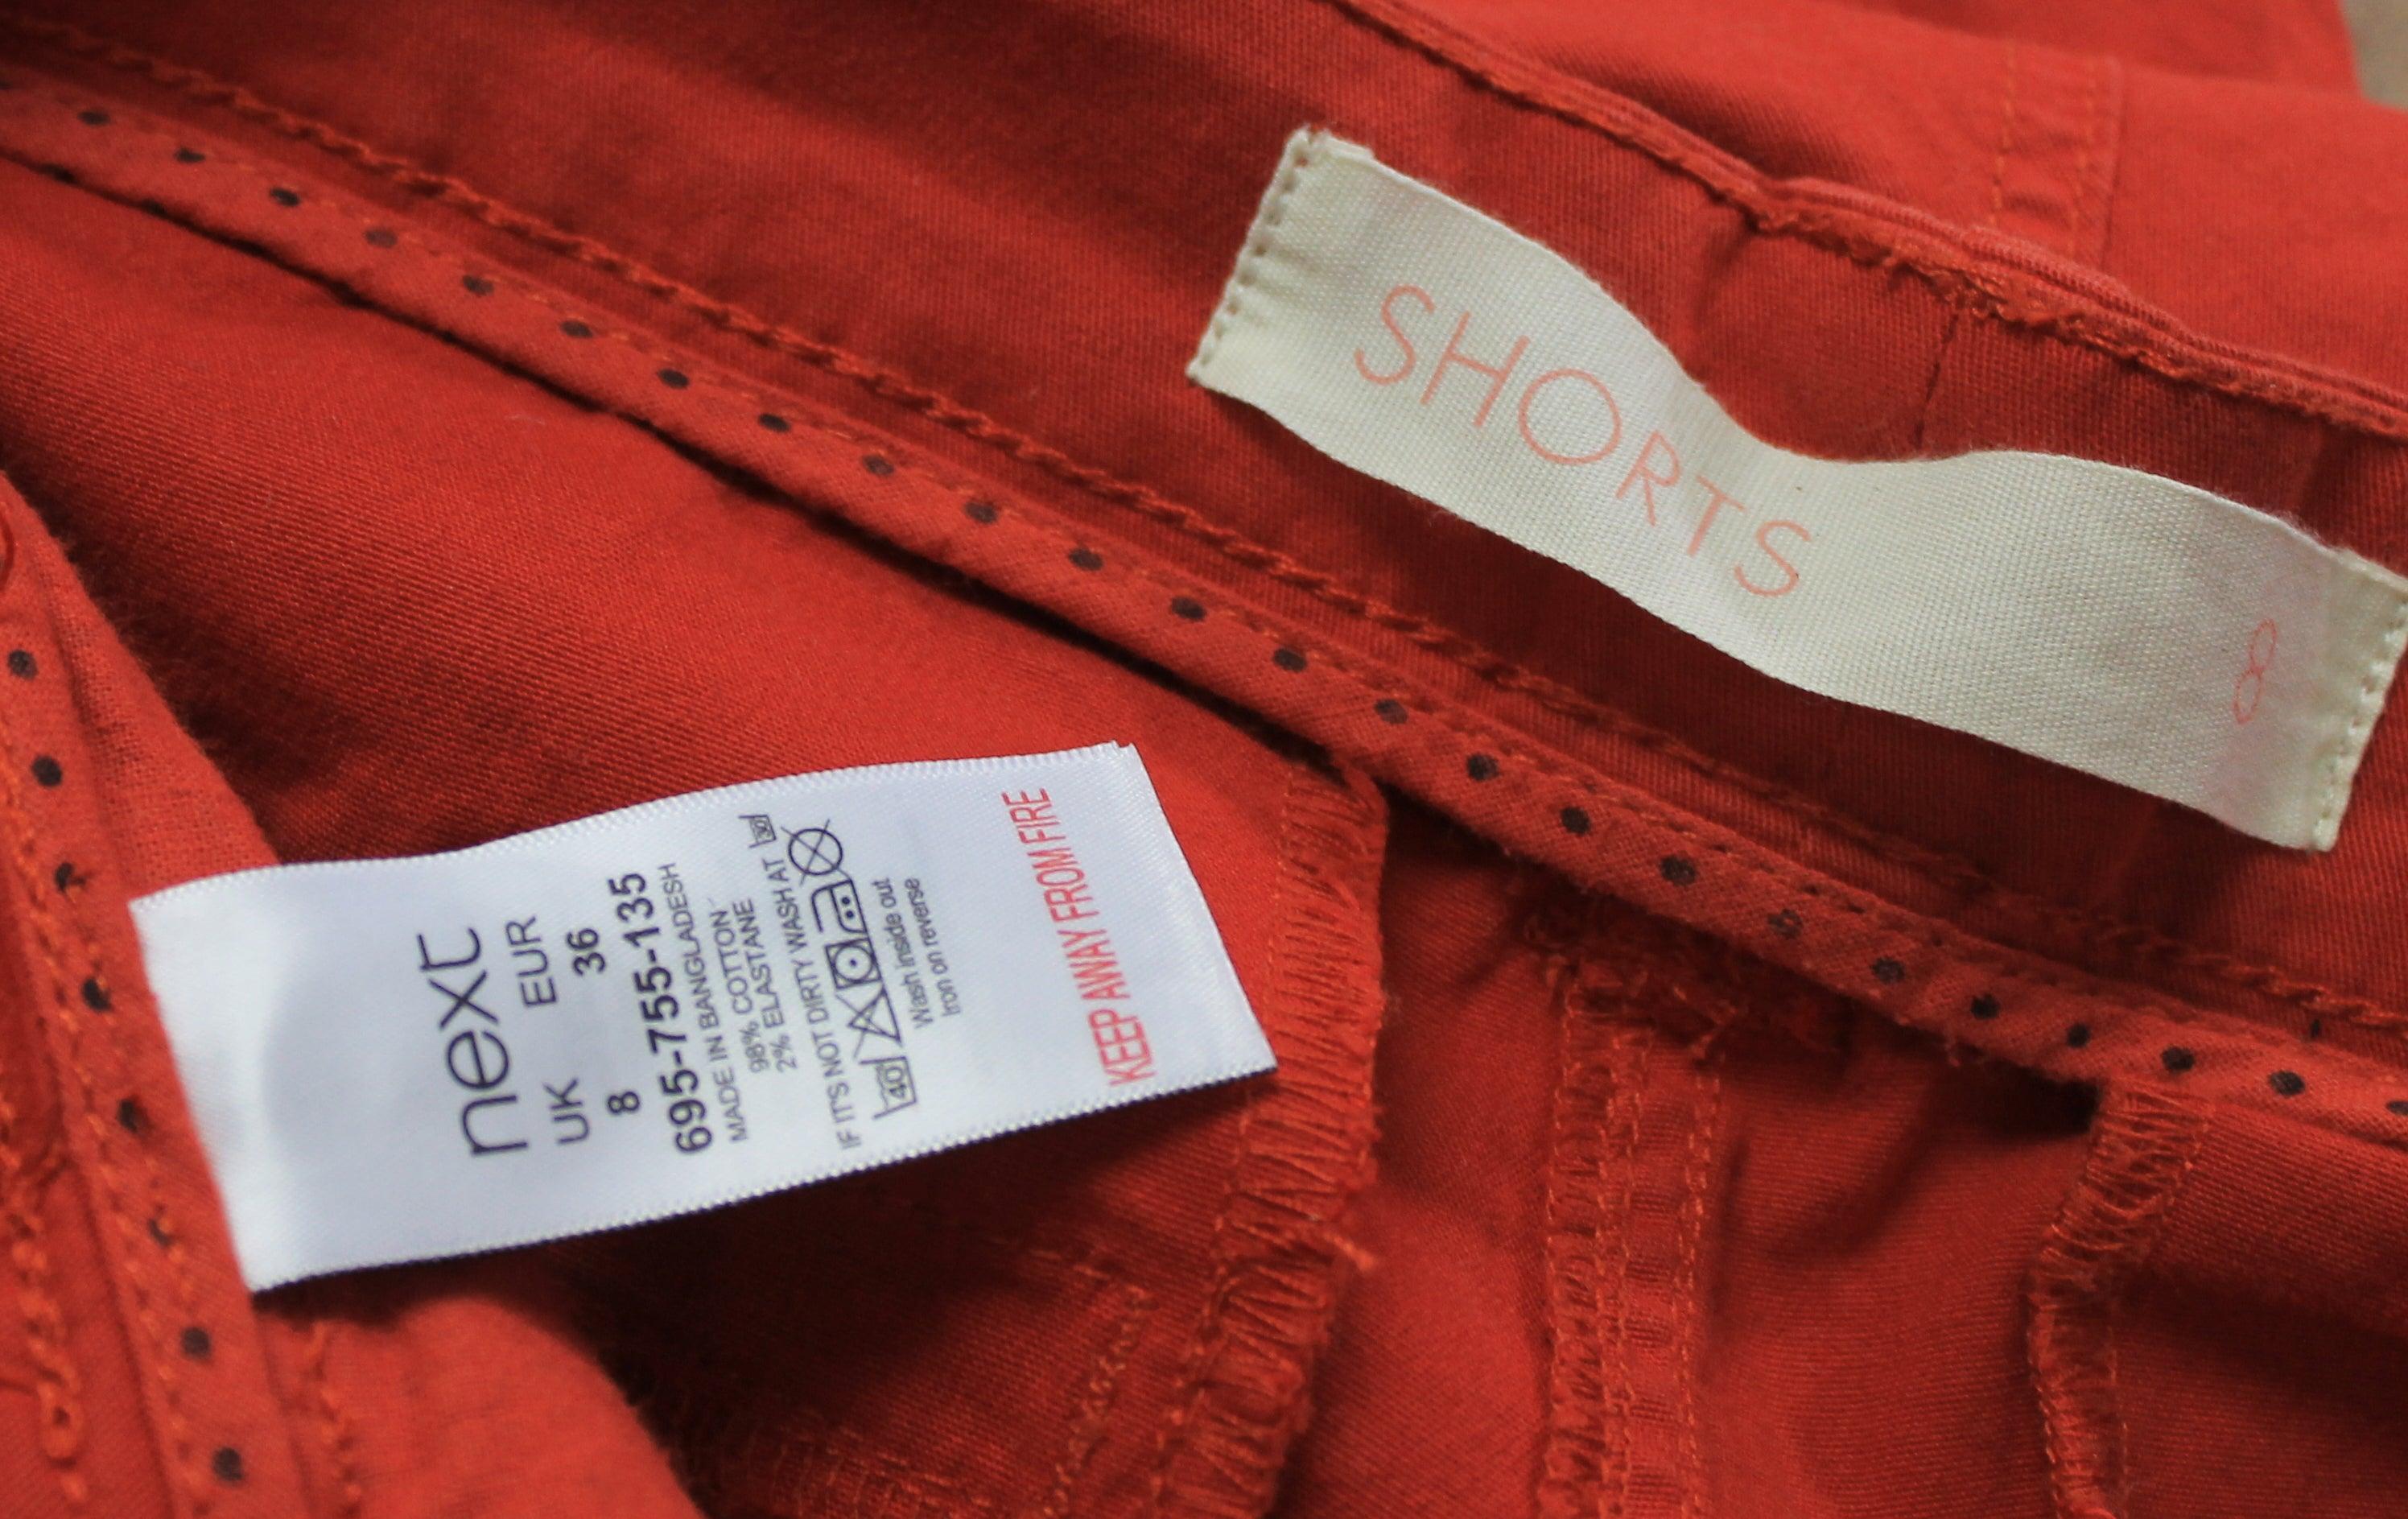 SHORTS
8
next
UK EUR
8 36
695-755-135
MADE IN BANGLADESH
98% COTTON
2% ELASTANE
IF IT'S NOT DIRTY WASH AT 30
40
Wash inside out
Iron on reverse
KEEP AWAY FROM FIRE